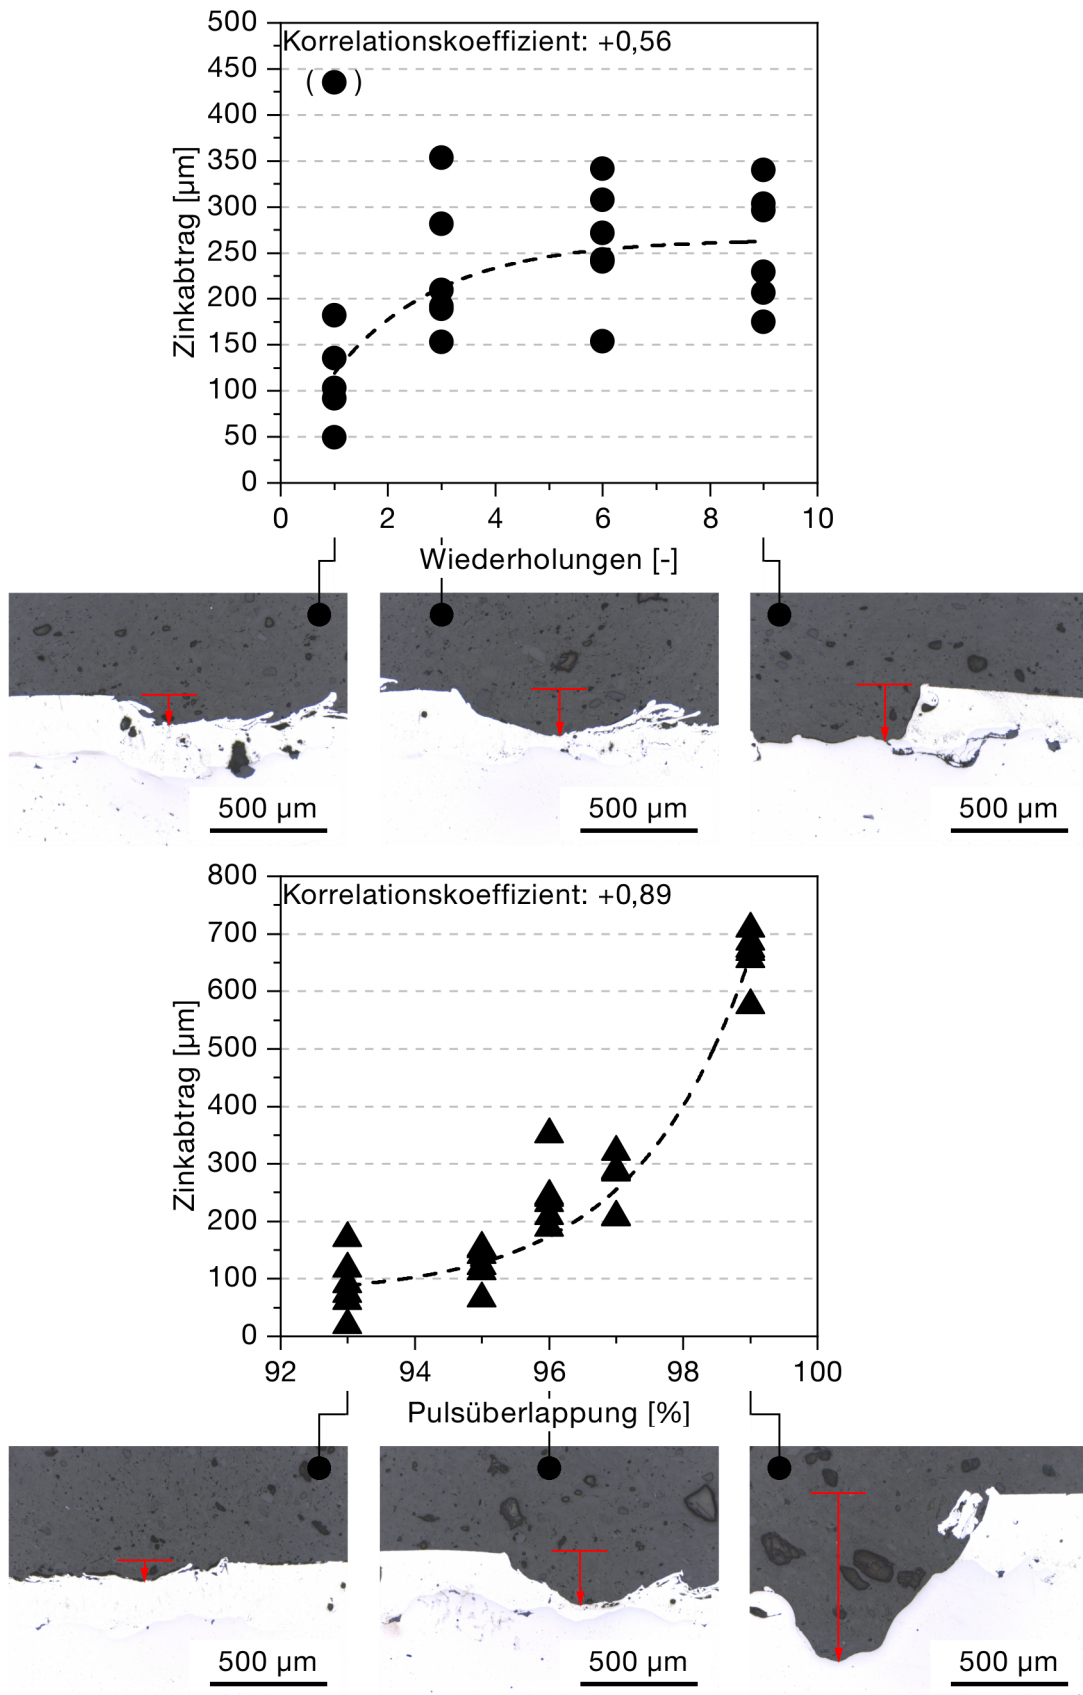 Korrelationskoeffizient: +0,56
Zinkabtrag [µm]
500
450
400
350
300
250
200
150
100
50
0
( )
0 2 4 6 8 10
Wiederholungen [-]
500 µm 500 µm 500 µm
Korrelationskoeffizient: +0,89
Zinkabtrag [µm]
800
700
600
500
400
300
200
100
0
92 94 96 98 100
Pulsüberlappung [%]
500 µm 500 µm 500 µm